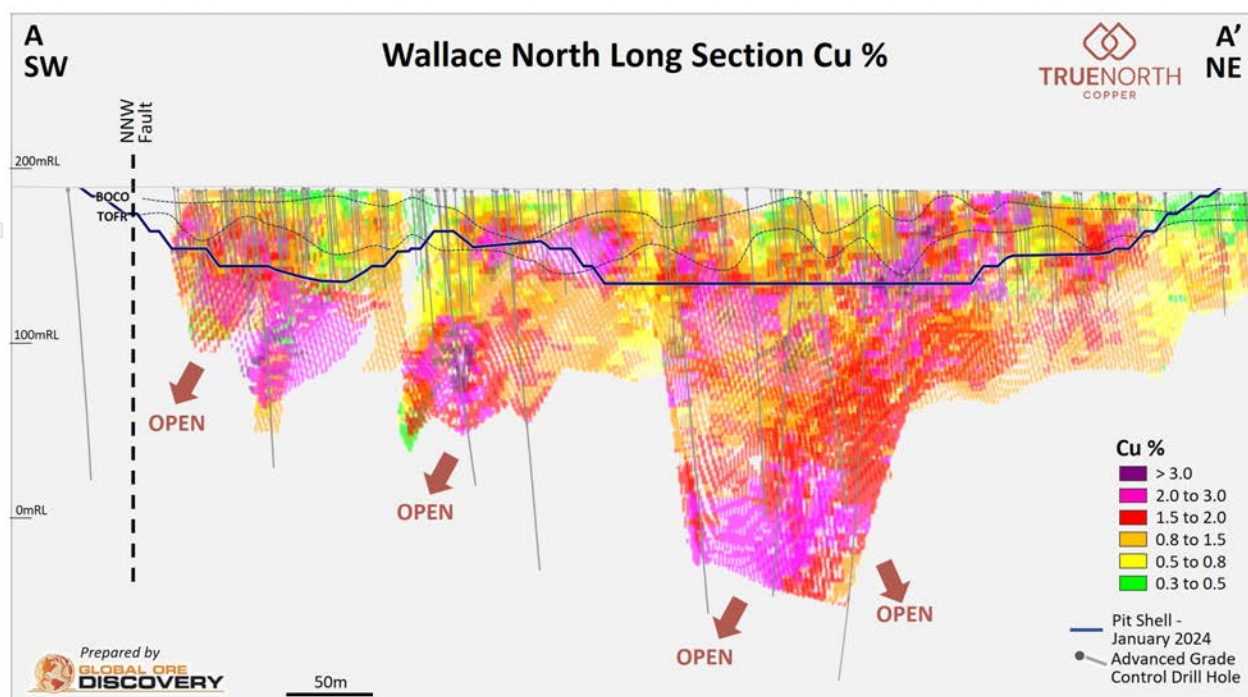 A
SW
Wallace North Long Section Cu %
TRUENORTH
COPPER
A'
NE
NNW
Fault
200mRL
BOCO
TOFR
100mRL
0mRL
OPEN
OPEN
OPEN
OPEN
Cu %
> 3.0
2.0 to 3.0
1.5 to 2.0
0.8 to 1.5
0.5 to 0.8
0.3 to 0.5
Pit Shell -
January 2024
Advanced Grade
Control Drill Hole
Prepared by
GLOBAL ORE
DISCOVERY
50m